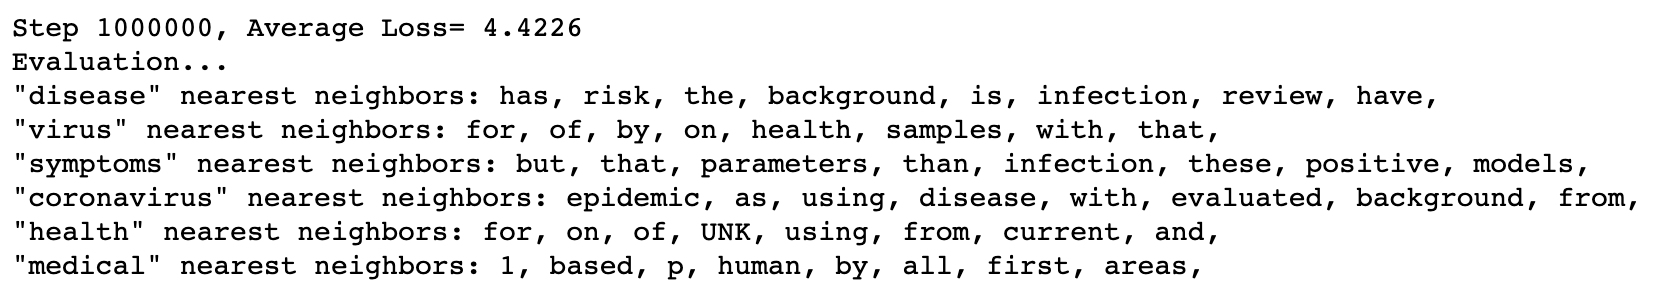 Step 1000000, Average Loss= 4.4226
Evaluation...
"disease" nearest neighbors: has, risk, the, background, is, infection, review, have,
"virus" nearest neighbors: for, of, by, on, health, samples, with, that,
"symptoms" nearest neighbors: but, that, parameters, than, infection, these, positive, models,
"coronavirus" nearest neighbors: epidemic, as, using, disease, with, evaluated, background, from,
"health" nearest neighbors: for, on, of, UNK, using, from, current, and,
"medical" nearest neighbors: 1, based, p, human, by, all, first, areas,